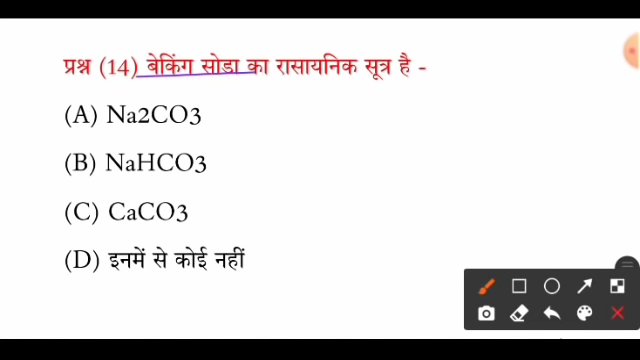 प्रश्न (14) बेकिंग सोडा का रासायनिक सूत्र है -
(A) Na2CO3
(B) NaHCO3
(C) CaCO3
(D) इनमें से कोई नहीं